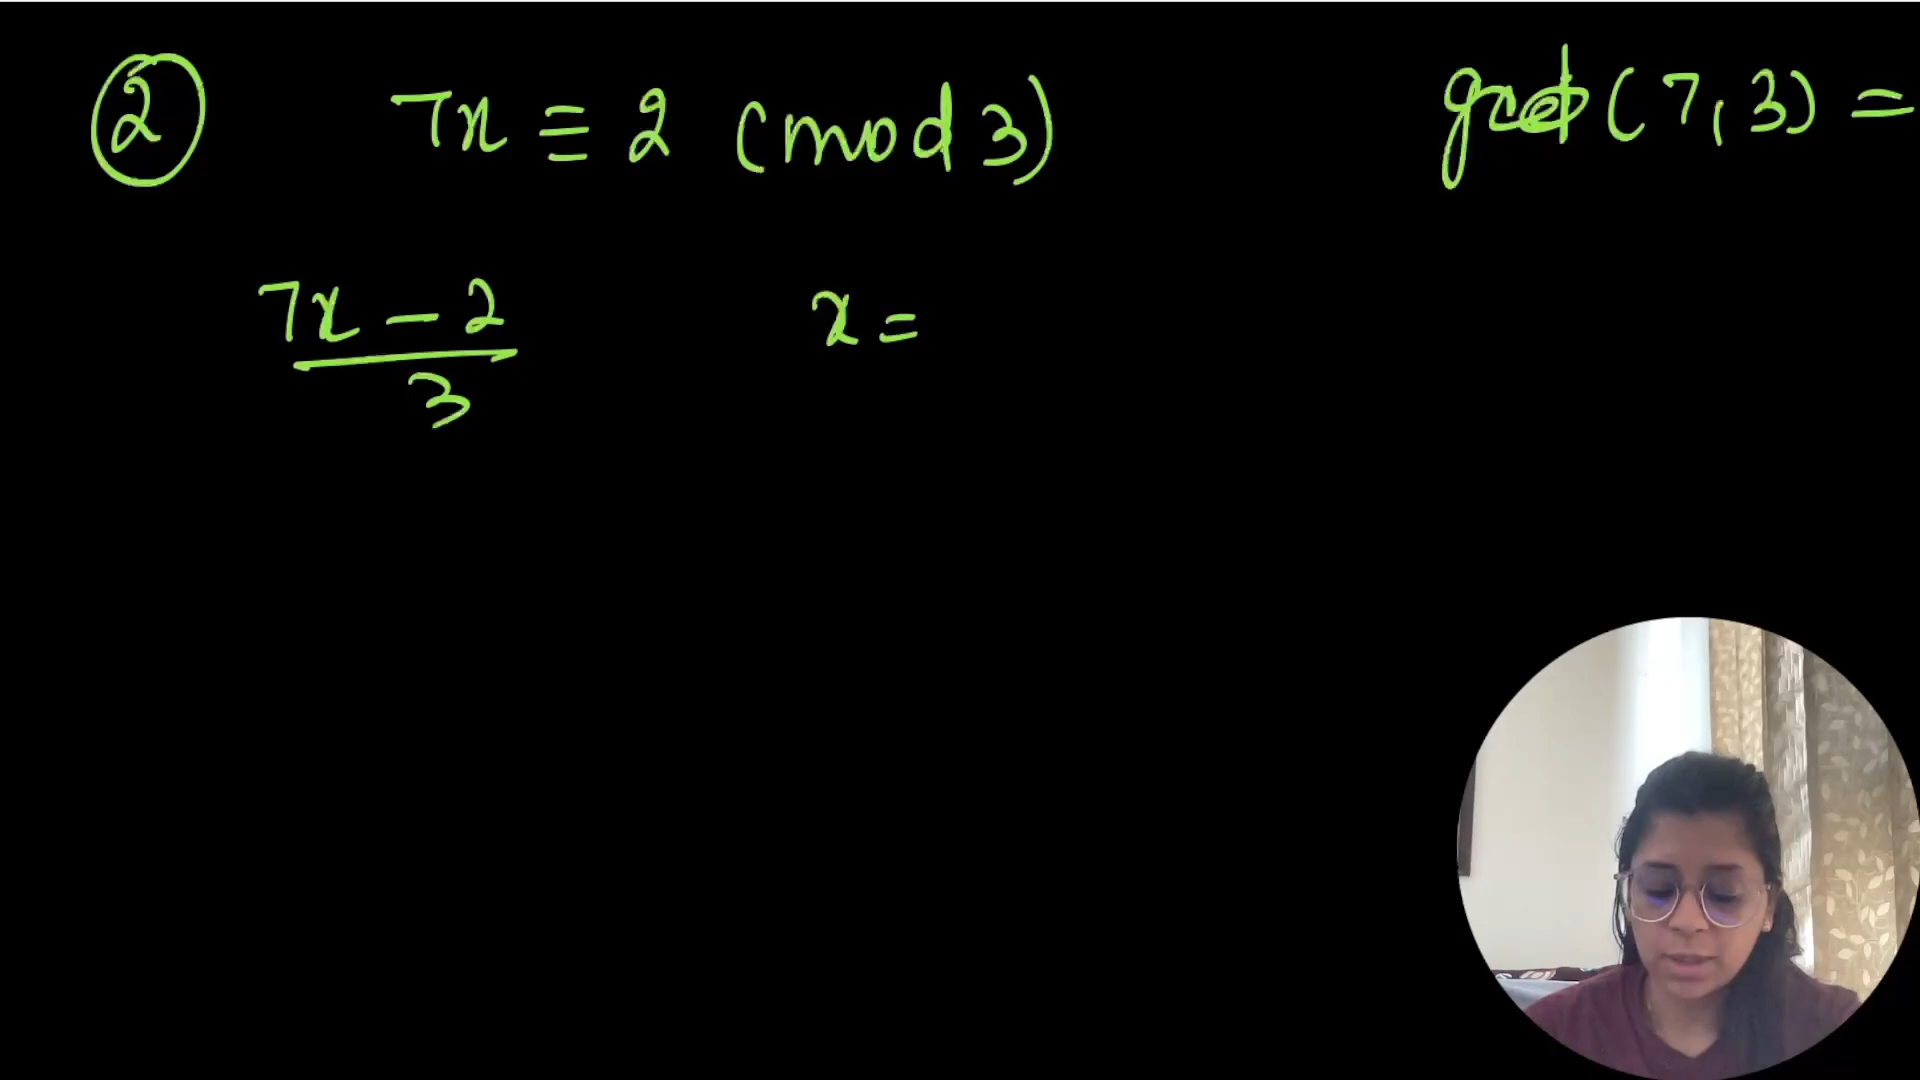 ② 7x ≡ 2 (mod 3) gcd (7,3) =
7x - 2 x =
3